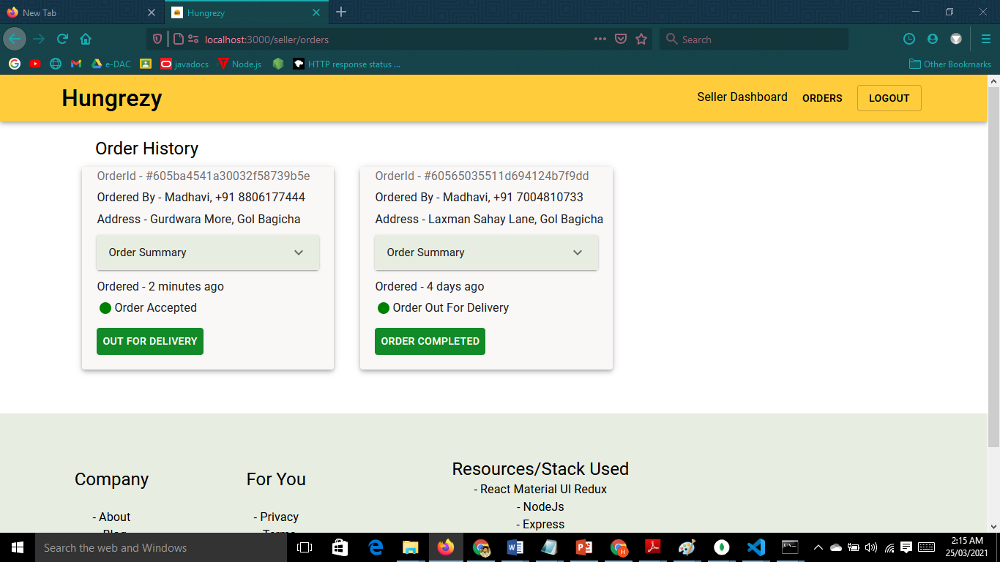 New Tab
Hungrezy
localhost:3000/seller/orders
Search
e-DAC
javadocs
Node.js
HTTP response status ...
Other Bookmarks
Hungrezy
Seller Dashboard
ORDERS
LOGOUT
Order History
OrderId - #605ba4541a30032f58739b5e
Ordered By - Madhavi, +91 8806177444
Address - Gurdwara More, Gol Bagicha
Order Summary
Ordered - 2 minutes ago
Order Accepted
OUT FOR DELIVERY
OrderId - #60565035511d694124b7f9dd
Ordered By - Madhavi, +91 7004810733
Address - Laxman Sahay Lane, Gol Bagicha
Order Summary
Ordered - 4 days ago
Order Out For Delivery
ORDER COMPLETED
Company
- About
For You
- Privacy
Resources/Stack Used
- React Material UI Redux
- NodeJs
- Express
Search the web and Windows
2:15 AM
25/03/2021